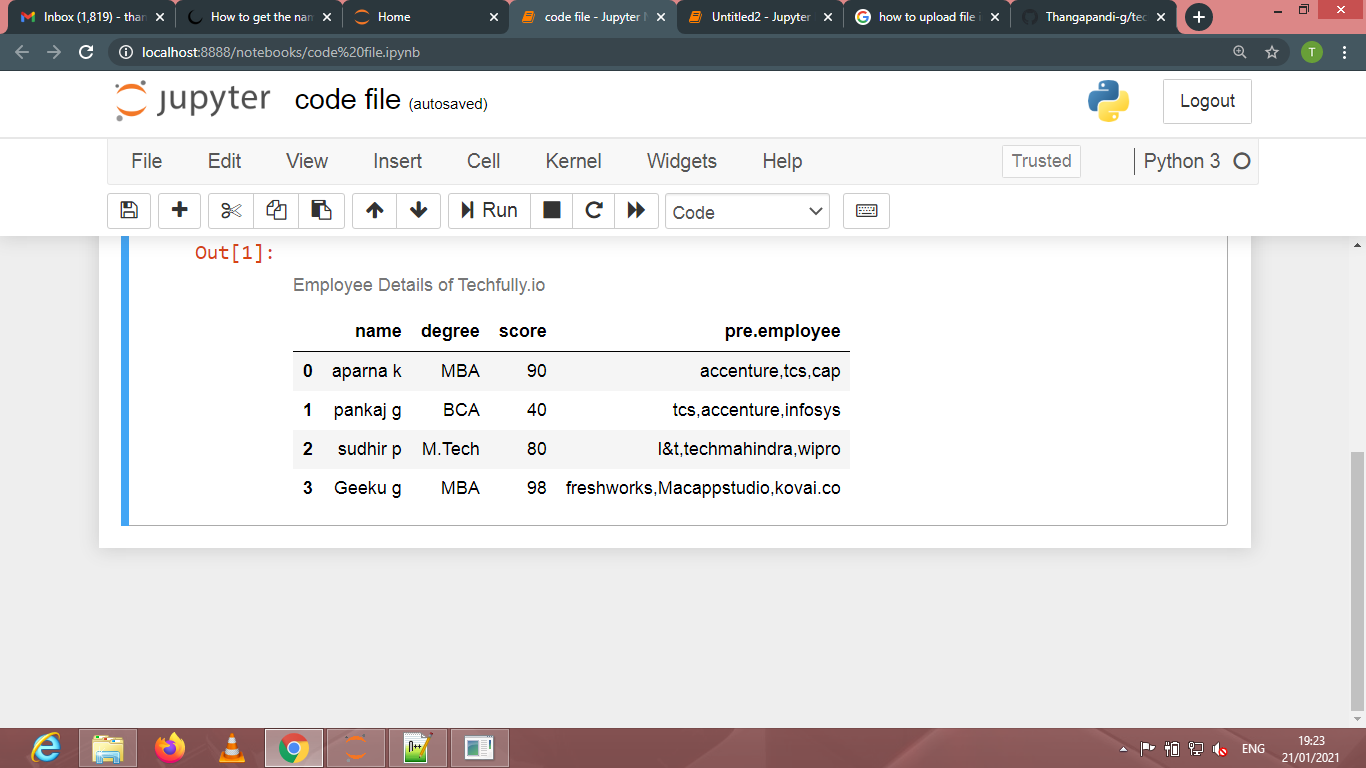 Inbox (1,819) - than
How to get the nam
Home
code file - Jupyter N
Untitled2 - Jupyter
how to upload file i
Thangapandi-g/tec
localhost:8888/notebooks/code%20file.ipynb
T
jupyter code file (autosaved)
Logout
File Edit View Insert Cell Kernel Widgets Help
Trusted
Python 3
Run
Code
Out[1]:
Employee Details of Techfully.io
name degree score pre.employee
0 aparna k MBA 90 accenture,tcs,cap
1 pankaj g BCA 40 tcs,accenture,infosys
2 sudhir p M.Tech 80 l&t,techmahindra,wipro
3 Geeku g MBA 98 freshworks,Macappstudio,kovai.co
ENG
19:23
21/01/2021